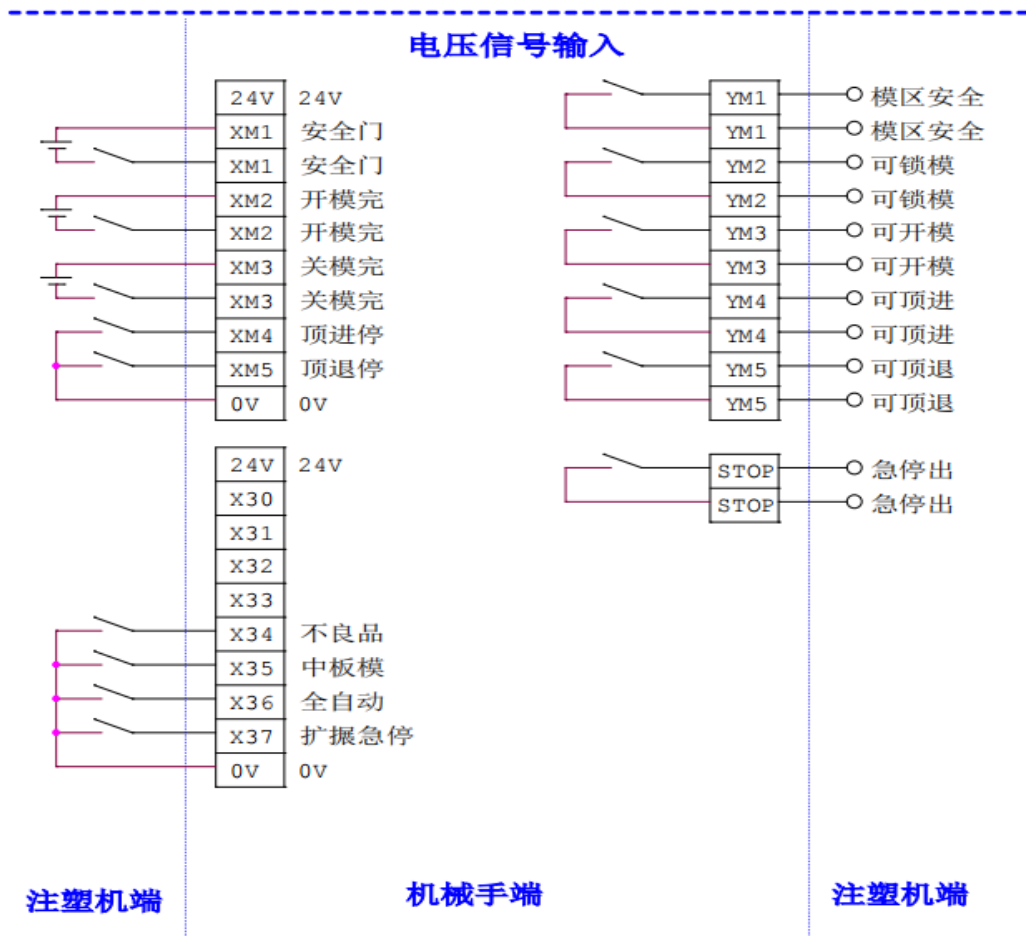 电压信号输入
24V 24V
XM1 安全门
XM1 安全门
XM2 开模完
XM2 开模完
XM3 关模完
XM3 关模完
XM4 顶进停
XM5 顶退停
0V 0V
YM1 模区安全
YM1 模区安全
YM2 可锁模
YM2 可锁模
YM3 可开模
YM3 可开模
YM4 可顶进
YM4 可顶进
YM5 可顶退
YM5 可顶退
24V 24V
X30
X31
X32
X33
X34 不良品
X35 中板模
X36 全自动
X37 扩搌急停
0V 0V
STOP 急停出
STOP 急停出
注塑机端
机械手端
注塑机端